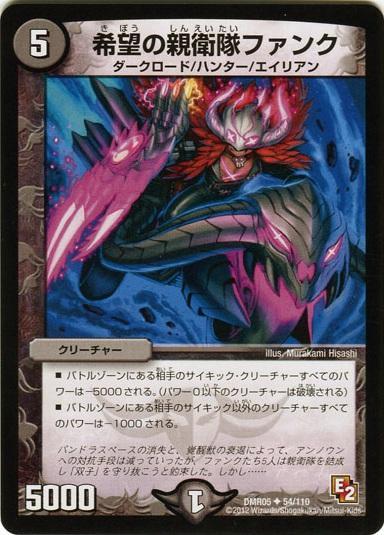 5
きぼう しんえいたい
希望の親衛隊ファンク
ダークロード/ハンター/エイリアン
illus. Murakami Hisashi
クリーチャー
■ バトルゾーンにある相手のサイキック・クリーチャーすべてのパワーは-5000される。(パワー0以下のクリーチャーは破壊される)
■ バトルゾーンにある相手のサイキック以外のクリーチャーすべてのパワーは-1000される。
パンドラスペースの消失と、覚醒獣の衰退によって、アンノウンへの対抗手段は減っていったが、ファンクたち5人は親衛隊を結成し「双子」を守り抜こうと約束した。しかし…
5000
1
E2
DMR05 ◆ 54/110
©2012 Wizards/Shogakukan/Mitsui-Kids